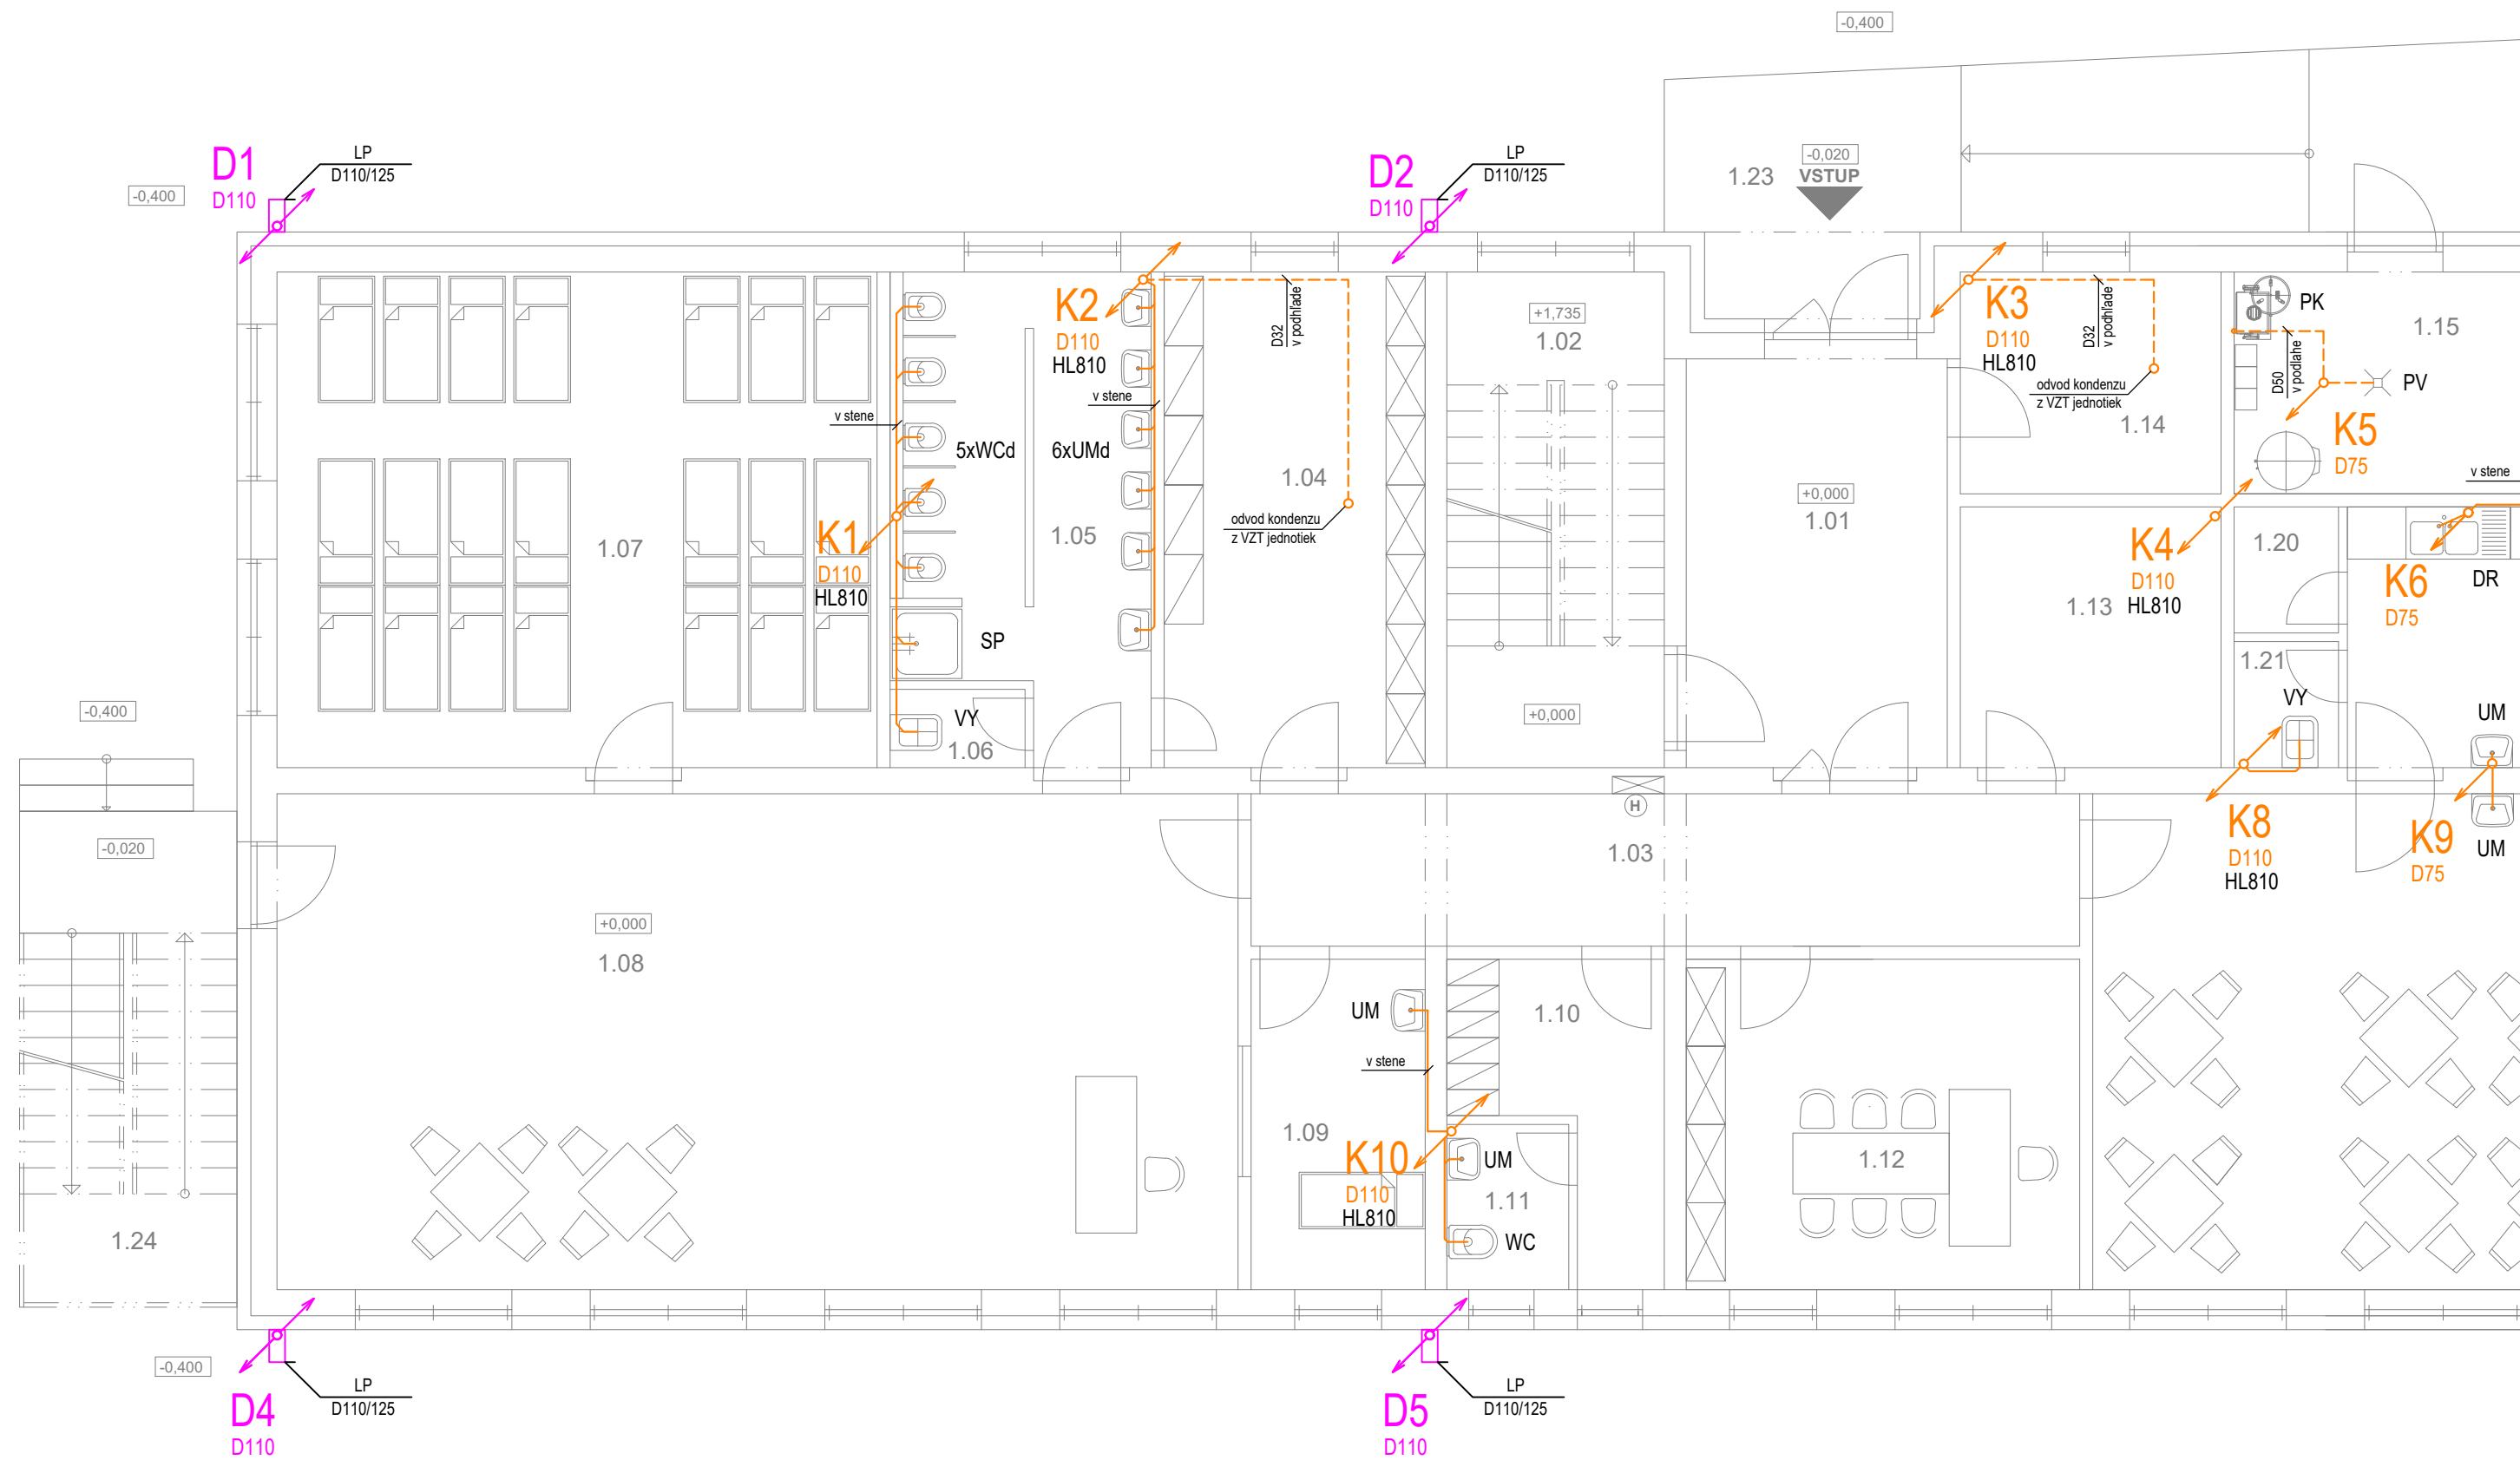 -0,400
D1
D110
LP
D110/125
-0,400
D2
D110
LP
D110/125
1.23
-0,020
VSTUP
K2
D110
HL810
D32
v podhľade
+1,735
1.02
K3
D110
HL810
D32
v podhľade
odvod kondenzu
z VZT jednotiek
1.14
PK
1.15
D50
v podlahe
PV
K5
D75
v stene
v stene
5xWCd
6xUMd
v stene
1.04
odvod kondenzu
z VZT jednotiek
+0,000
1.01
1.07
K1
D110
HL810
1.05
K4
D110
HL810
1.13
1.20
K6
D75
DR
SP
1.21
VY
UM
-0,400
VY
1.06
+0,000
H
1.03
K8
D110
HL810
K9
D75
UM
-0,020
+0,000
1.08
UM
1.10
v stene
1.09
K10
D110
HL810
UM
1.11
WC
1.12
1.24
-0,400
D4
D110
LP
D110/125
D5
D110
LP
D110/125